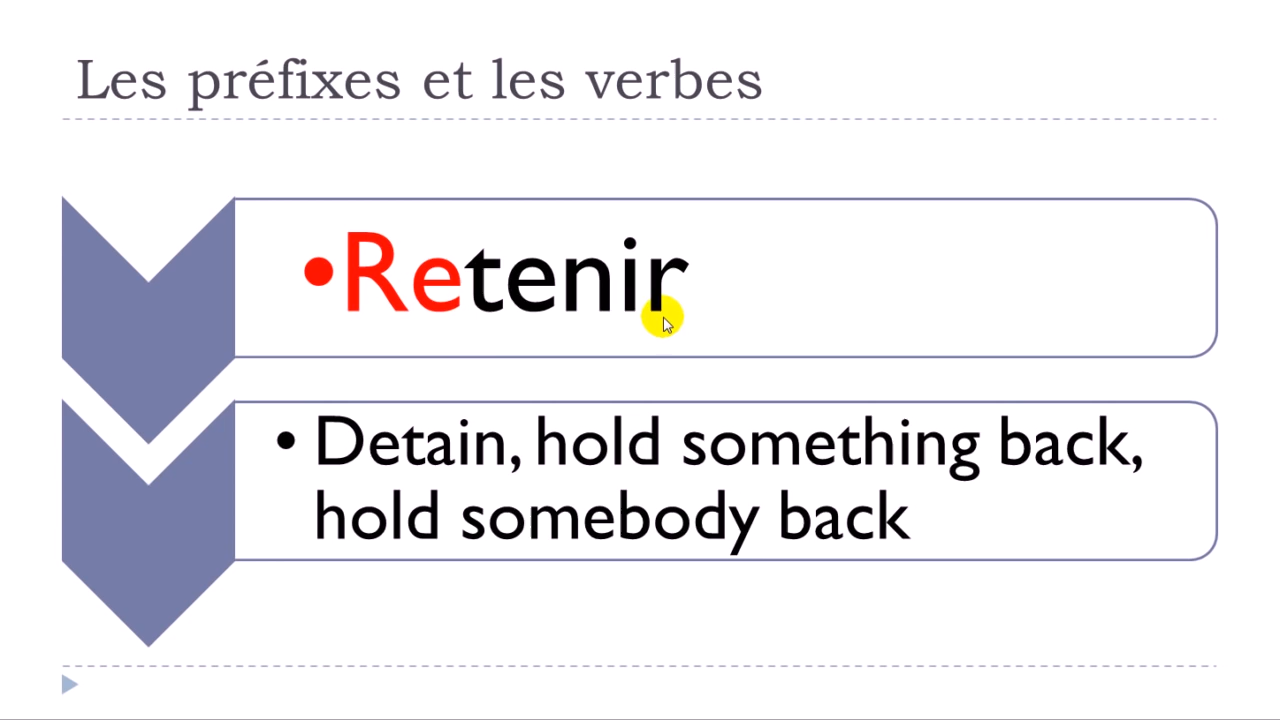 Les préfixes et les verbes
•Retenir
• Detain, hold something back,
hold somebody back